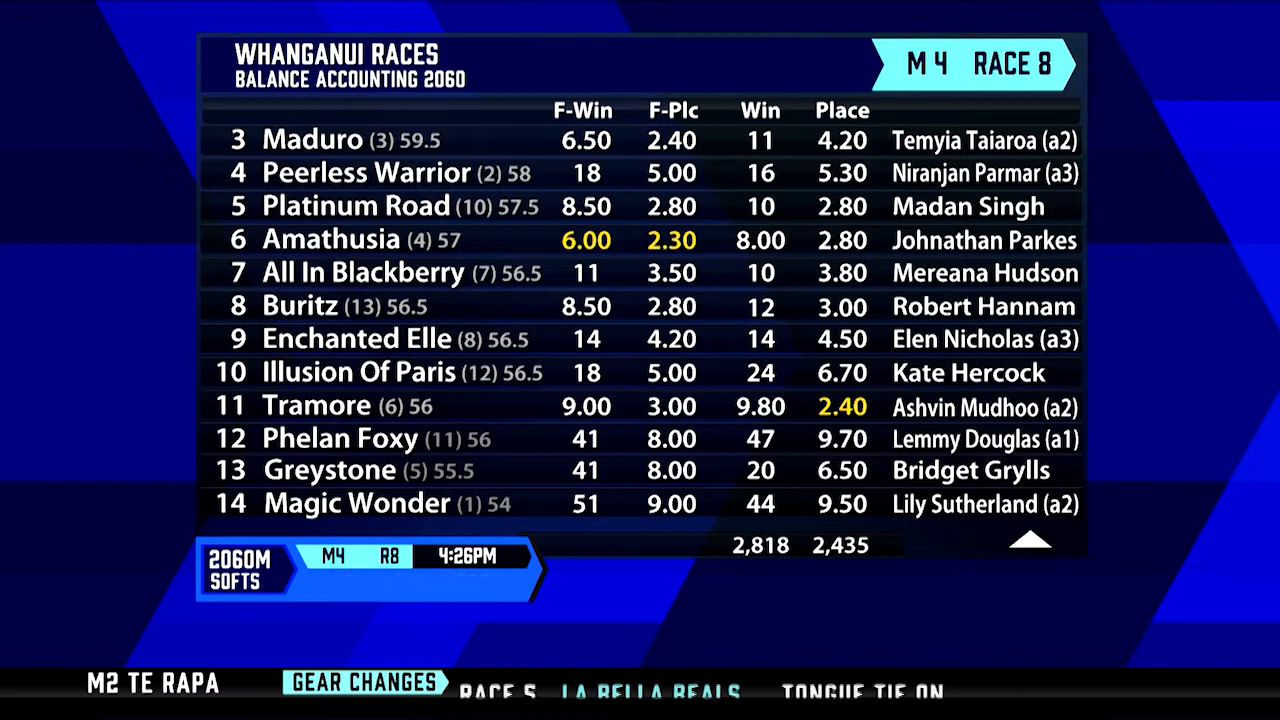 WHANGANUI RACES
BALANCE ACCOUNTING 2060
M 4 RACE 8
F-Win F-Plc Win Place
3 Maduro (3) 59.5 6.50 2.40 11 4.20 Temyia Taiaroa (a2)
4 Peerless Warrior (2) 58 18 5.00 16 5.30 Niranjan Parmar (a3)
5 Platinum Road (10) 57.5 8.50 2.80 10 2.80 Madan Singh
6 Amathusia (4) 57 6.00 2.30 8.00 2.80 Johnathan Parkes
7 All In Blackberry (7) 56.5 11 3.50 10 3.80 Mereana Hudson
8 Buritz (13) 56.5 8.50 2.80 12 3.00 Robert Hannam
9 Enchanted Elle (8) 56.5 14 4.20 14 4.50 Elen Nicholas (a3)
10 Illusion Of Paris (12) 56.5 18 5.00 24 6.70 Kate Hercock
11 Tramore (6) 56 9.00 3.00 9.80 2.40 Ashvin Mudhoo (a2)
12 Phelan Foxy (11) 56 41 8.00 47 9.70 Lemmy Douglas (a1)
13 Greystone (5) 55.5 41 8.00 20 6.50 Bridget Grylls
14 Magic Wonder (1) 54 51 9.00 44 9.50 Lily Sutherland (a2)
2,818 2,435
2060M
SOFT5
M4 R8 4:26PM
M2 TE RAPA GEAR CHANGES RACE 5 LA BELLA BEALS TONGUE TIE ON